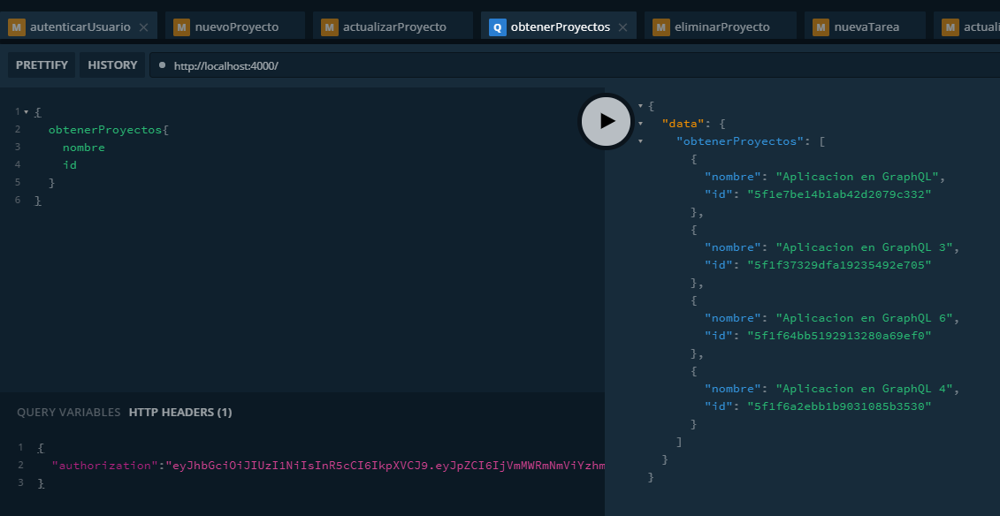 M autenticarUsuario
M nuevoProyecto
M actualizarProyecto
Q obtenerProyectos
M eliminarProyecto
M nuevaTarea
M actuali
PRETTIFY HISTORY http://localhost:4000/
1 {
2 obtenerProyectos{
3 nombre
4 id
5 }
6 }
QUERY VARIABLES HTTP HEADERS (1)
1 {
2 "authorization":"eyJhbGciOiJIUzI1NiIsInR5cCI6IkpXVCJ9.eyJpZCI6IjVmMWRmNmViYzhm
3 }
{
"data": {
"obtenerProyectos": [
{
"nombre": "Aplicacion en GraphQL",
"id": "5f1e7be14b1ab42d2079c332"
},
{
"nombre": "Aplicacion en GraphQL 3",
"id": "5f1f37329dfa19235492e705"
},
{
"nombre": "Aplicacion en GraphQL 6",
"id": "5f1f64bb5192913280a69ef0"
},
{
"nombre": "Aplicacion en GraphQL 4",
"id": "5f1f6a2ebb1b9031085b3530"
}
]
}
}